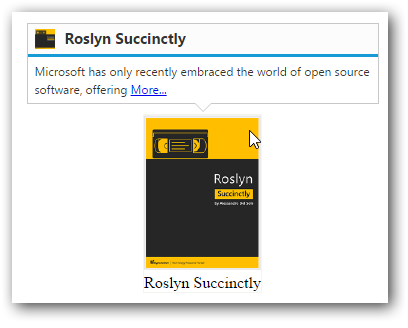 Roslyn Succinctly
Microsoft has only recently embraced the world of open source
software, offering More...
Roslyn
Succinctly
by Alessandro Del Sole
Roslyn Succinctly